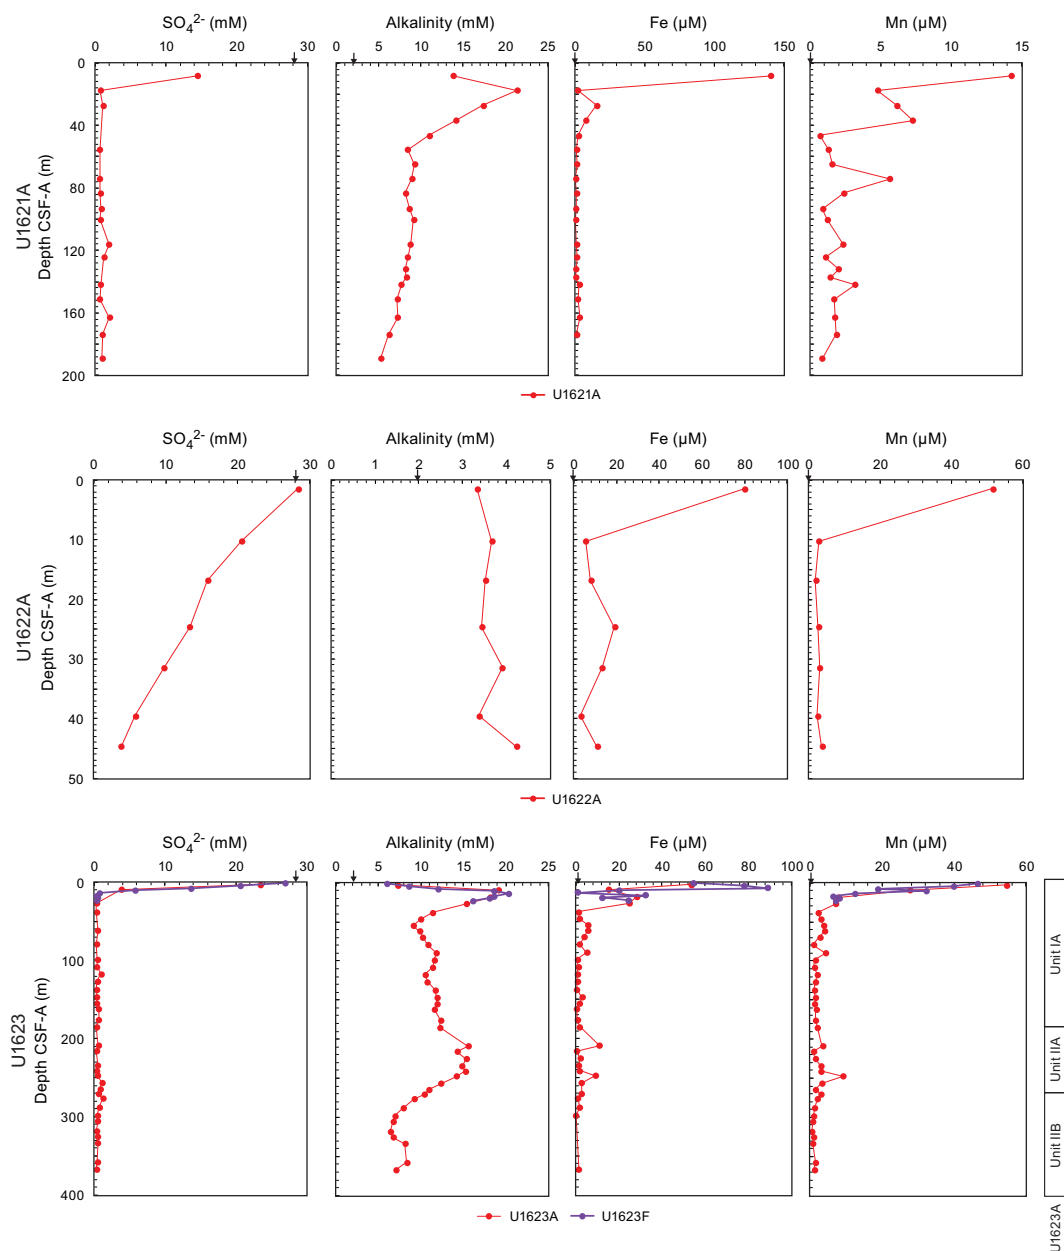 SO₄²⁻ (mM) Alkalinity (mM) Fe (µM) Mn (µM)
0 10 20 30 0 5 10 15 20 25 0 50 100 150 0 5 10 15
0
40
80
120
160
200
U1621A
Depth CSF-A (m)
U1621A
SO₄²⁻ (mM) Alkalinity (mM) Fe (µM) Mn (µM)
0 10 20 30 0 1 2 3 4 5 0 20 40 60 80 100 0 20 40 60
0
10
20
30
40
50
U1622A
Depth CSF-A (m)
U1622A
SO₄²⁻ (mM) Alkalinity (mM) Fe (µM) Mn (µM)
0 10 20 30 0 5 10 15 20 25 0 20 40 60 80 100 0 20 40 60
0
100
200
300
400
U1623
Depth CSF-A (m)
Unit IA
Unit IIA
Unit IIB
U1623A
U1623A U1623F